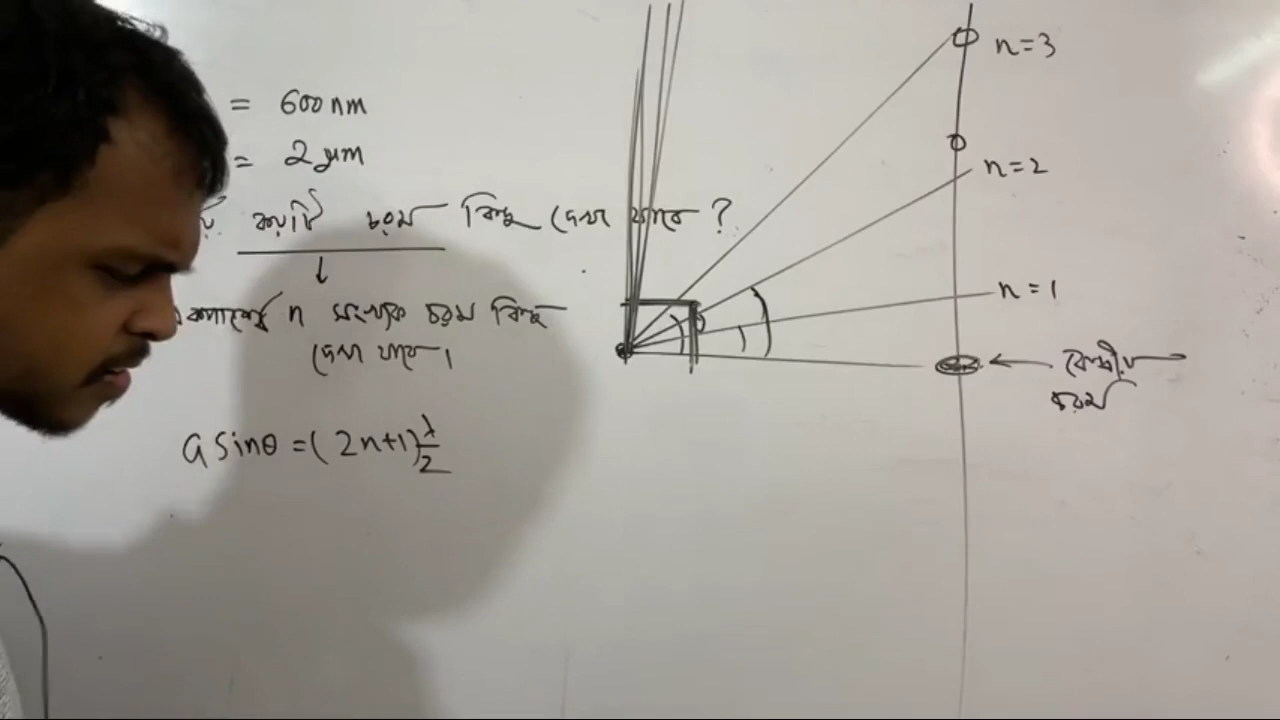 = 600 nm
= 2 μm
কয়টি চরম বিন্দু দেখা যাবে ?
n সংখ্যক চরম বিন্দু
দেখা যাবে।
a sinθ = (2n+1) λ/2
n=3
n=2
n=1
কেন্দ্রীয়
চরম